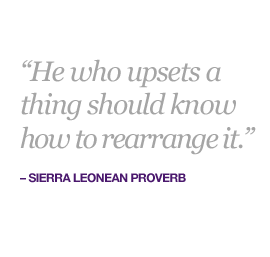 “He who upsets a
thing should know
how to rearrange it.”
– SIERRA LEONEAN PROVERB